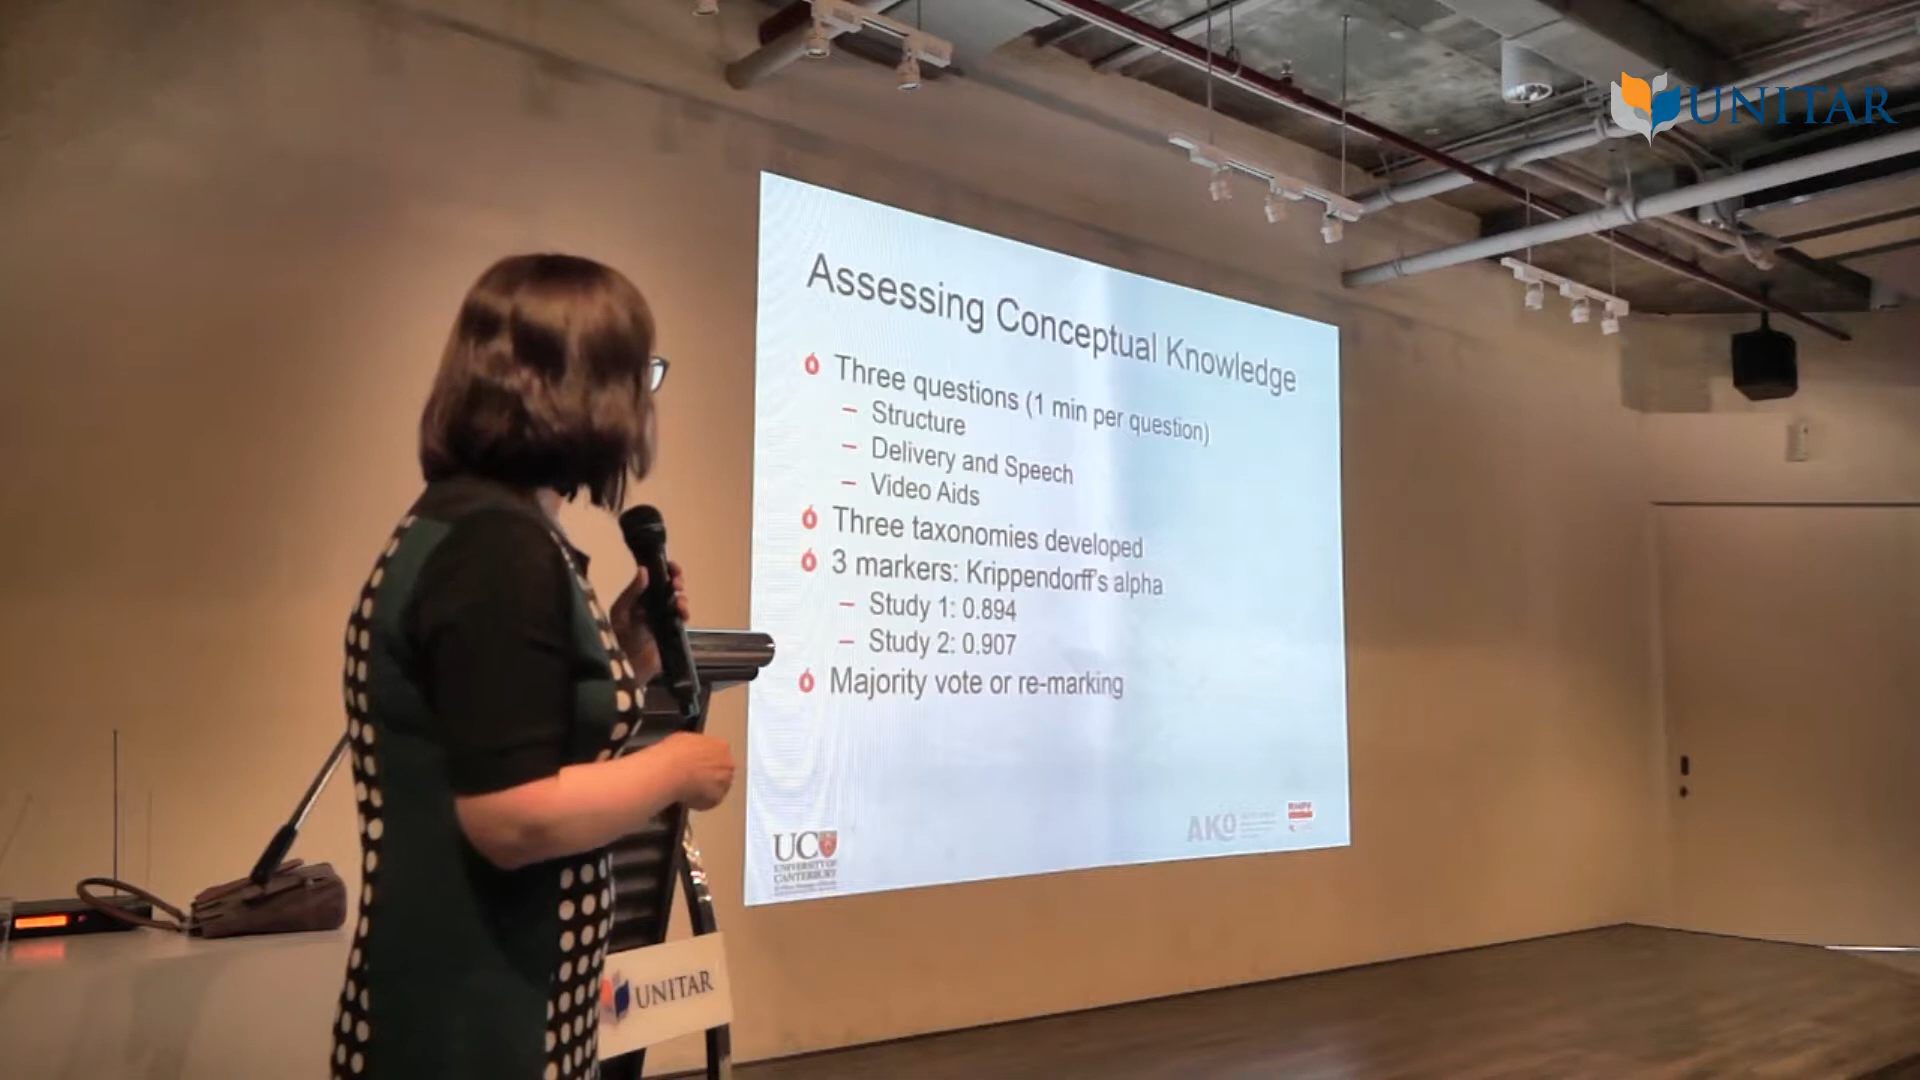 UNITAR
Assessing Conceptual Knowledge
Three questions (1 min per question)
– Structure
– Delivery and Speech
– Video Aids
Three taxonomies developed
3 markers: Krippendorff's alpha
– Study 1: 0.894
– Study 2: 0.907
Majority vote or re-marking
UC
UNIVERSITY OF
CANTERBURY
AKO
UNITAR